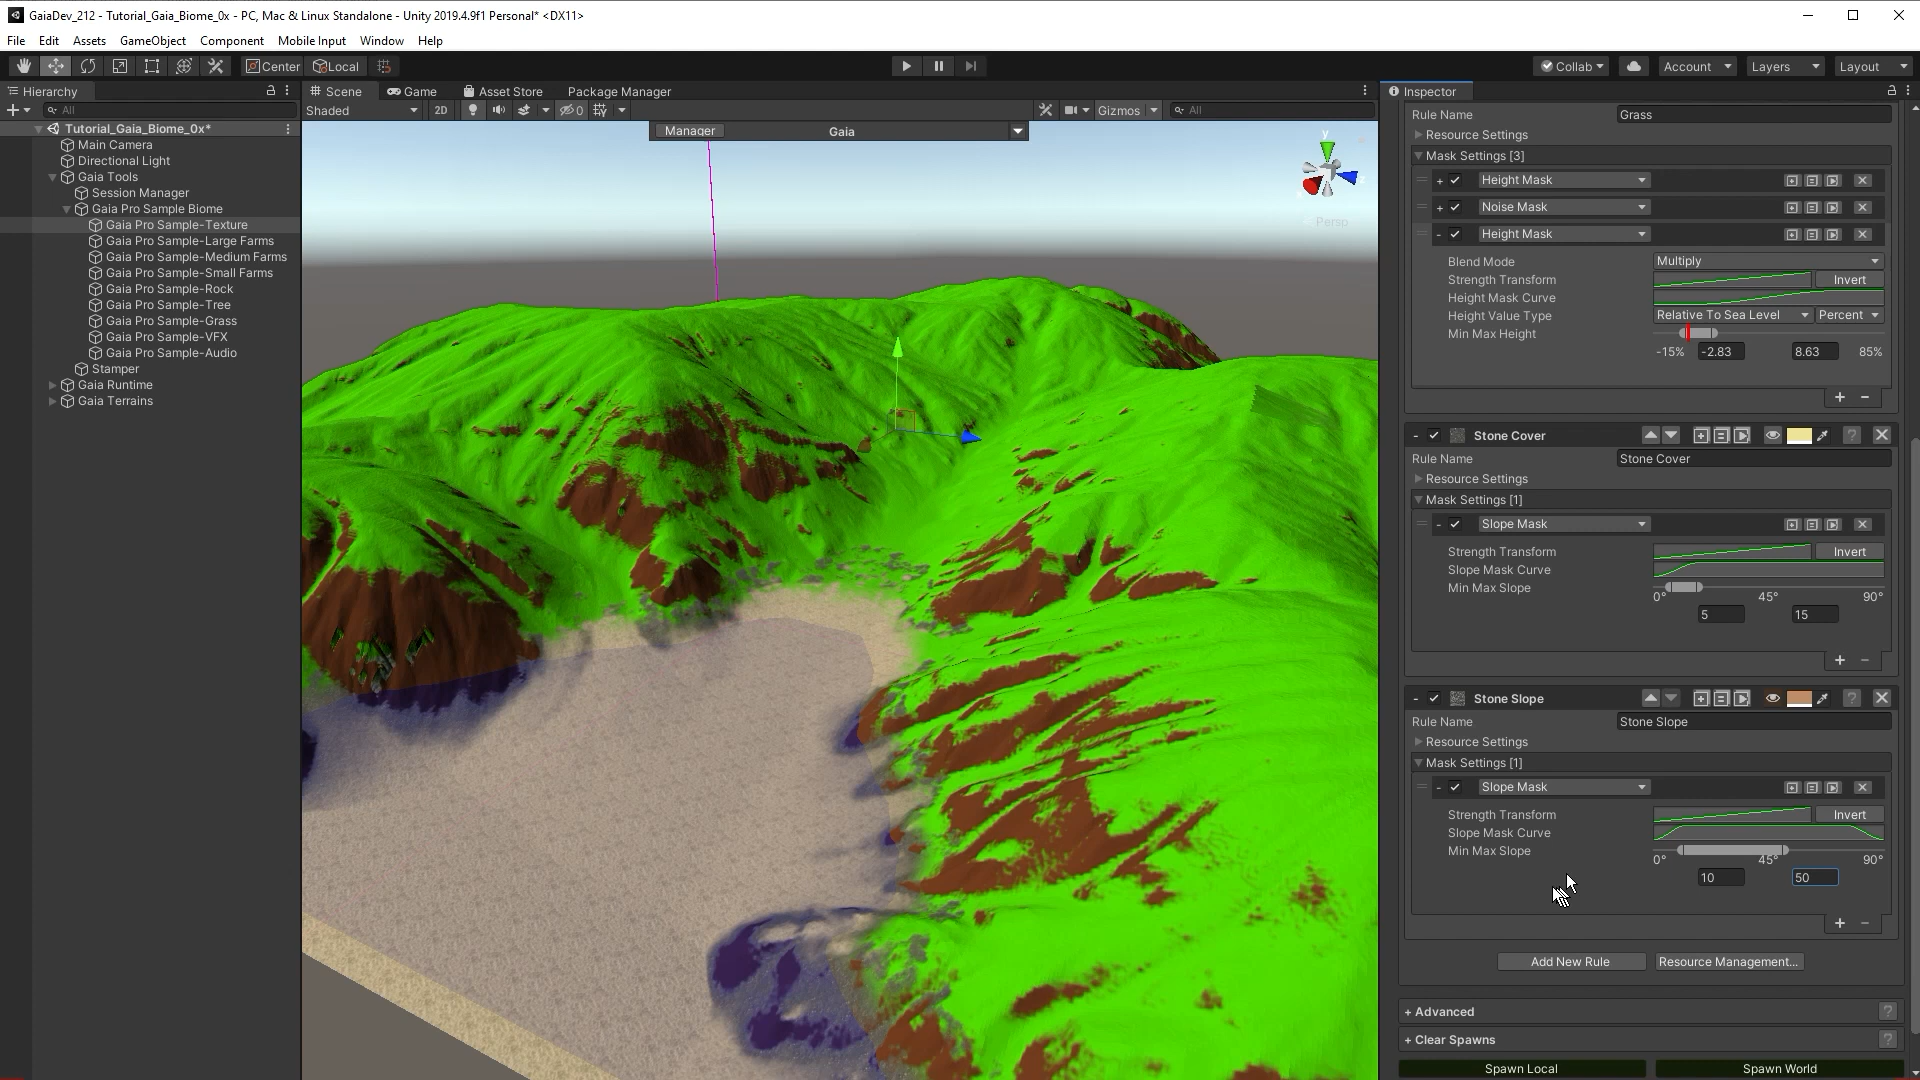 GaiaDev_212 - Tutorial_Gaia_Biome_0x - PC, Mac & Linux Standalone - Unity 2019.4.9f1 Personal* <DX11>
File Edit Assets GameObject Component Mobile Input Window Help
Center Local Collab Account Layers Layout
Hierarchy
All
Tutorial_Gaia_Biome_0x*
Main Camera
Directional Light
Gaia Tools
Session Manager
Gaia Pro Sample Biome
Gaia Pro Sample-Texture
Gaia Pro Sample-Large Farms
Gaia Pro Sample-Medium Farms
Gaia Pro Sample-Small Farms
Gaia Pro Sample-Rock
Gaia Pro Sample-Tree
Gaia Pro Sample-Grass
Gaia Pro Sample-VFX
Gaia Pro Sample-Audio
Stamper
Gaia Runtime
Gaia Terrains
Scene Game Asset Store Package Manager
Shaded 2D 0 Gizmos All
Manager Gaia
y
Persp
Inspector
Rule Name Grass
Resource Settings
Mask Settings [3]
+ Height Mask
+ Noise Mask
- Height Mask
Blend Mode Multiply
Strength Transform Invert
Height Mask Curve
Height Value Type Relative To Sea Level Percent
Min Max Height
-15% -2.83 8.63 85%
+ -
- Stone Cover ?
Rule Name Stone Cover
Resource Settings
Mask Settings [1]
- Slope Mask
Strength Transform Invert
Slope Mask Curve
Min Max Slope
0° 45° 90°
5 15
+ -
- Stone Slope ?
Rule Name Stone Slope
Resource Settings
Mask Settings [1]
- Slope Mask
Strength Transform Invert
Slope Mask Curve
Min Max Slope
0° 45° 90°
10 50
+ -
Add New Rule Resource Management...
+ Advanced ?
+ Clear Spawns ?
Spawn Local Spawn World